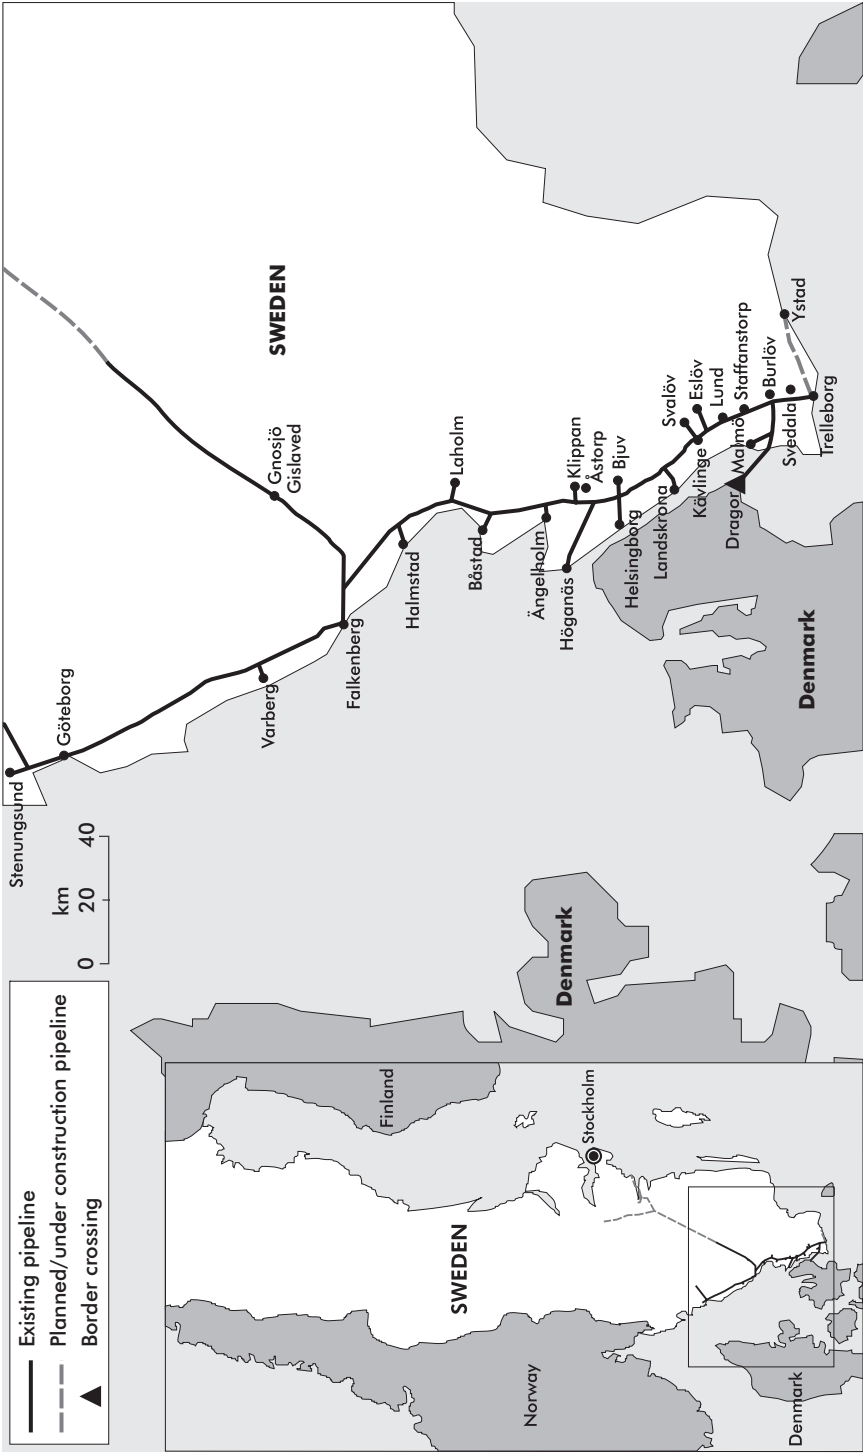 Existing pipeline
Planned/under construction pipeline
Border crossing
km
0 20 40
Stenungsund
Göteborg
Varberg
Falkenberg
Gnosjö
Gislaved
SWEDEN
Halmstad
Laholm
Båstad
Ängelholm
Höganäs
Klippan
Åstorp
Bjuv
Helsingborg
Landskrona
Svalöv
Eslöv
Kävlinge
Lund
Staffanstorp
Malmö
Dragor
Burlöv
Svedala
Trelleborg
Ystad
Denmark
Denmark
Finland
Stockholm
SWEDEN
Norway
Denmark